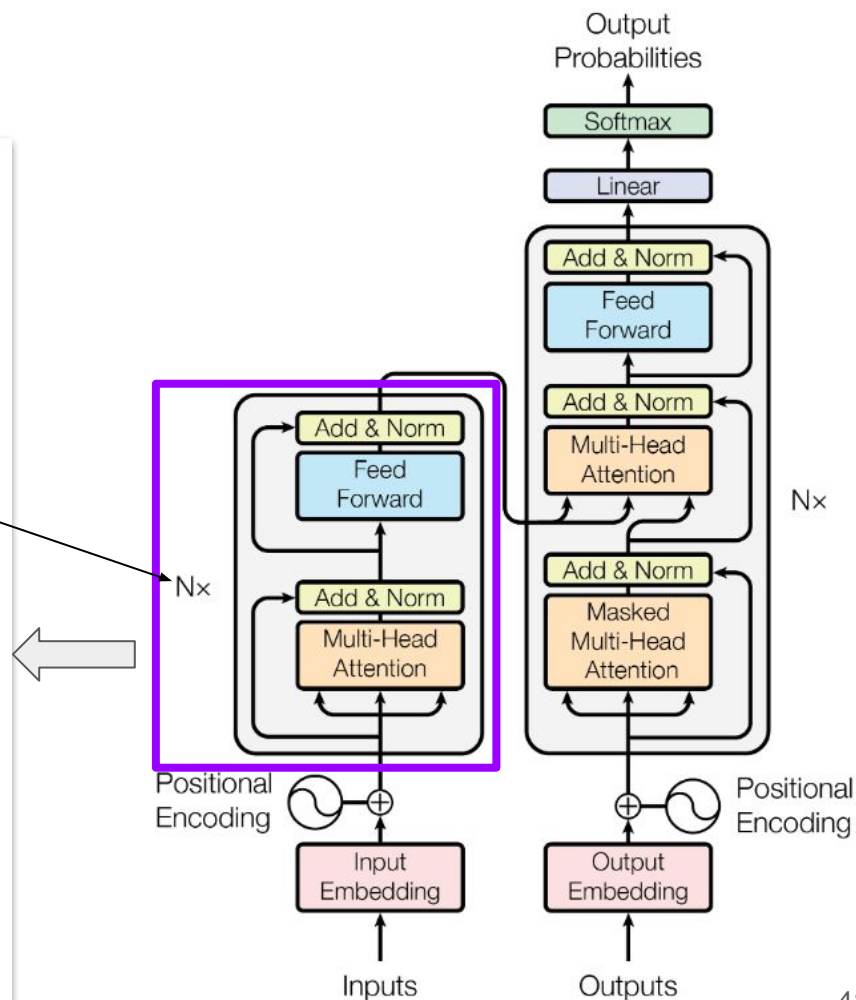 Output
Probabilities
Softmax
Linear
Add & Norm
Feed
Forward
Add & Norm
Multi-Head
Attention
Nx
Add & Norm
Masked
Multi-Head
Attention
Add & Norm
Feed
Forward
Nx
Add & Norm
Multi-Head
Attention
Positional
Encoding
Positional
Encoding
Input
Embedding
Output
Embedding
Inputs
Outputs